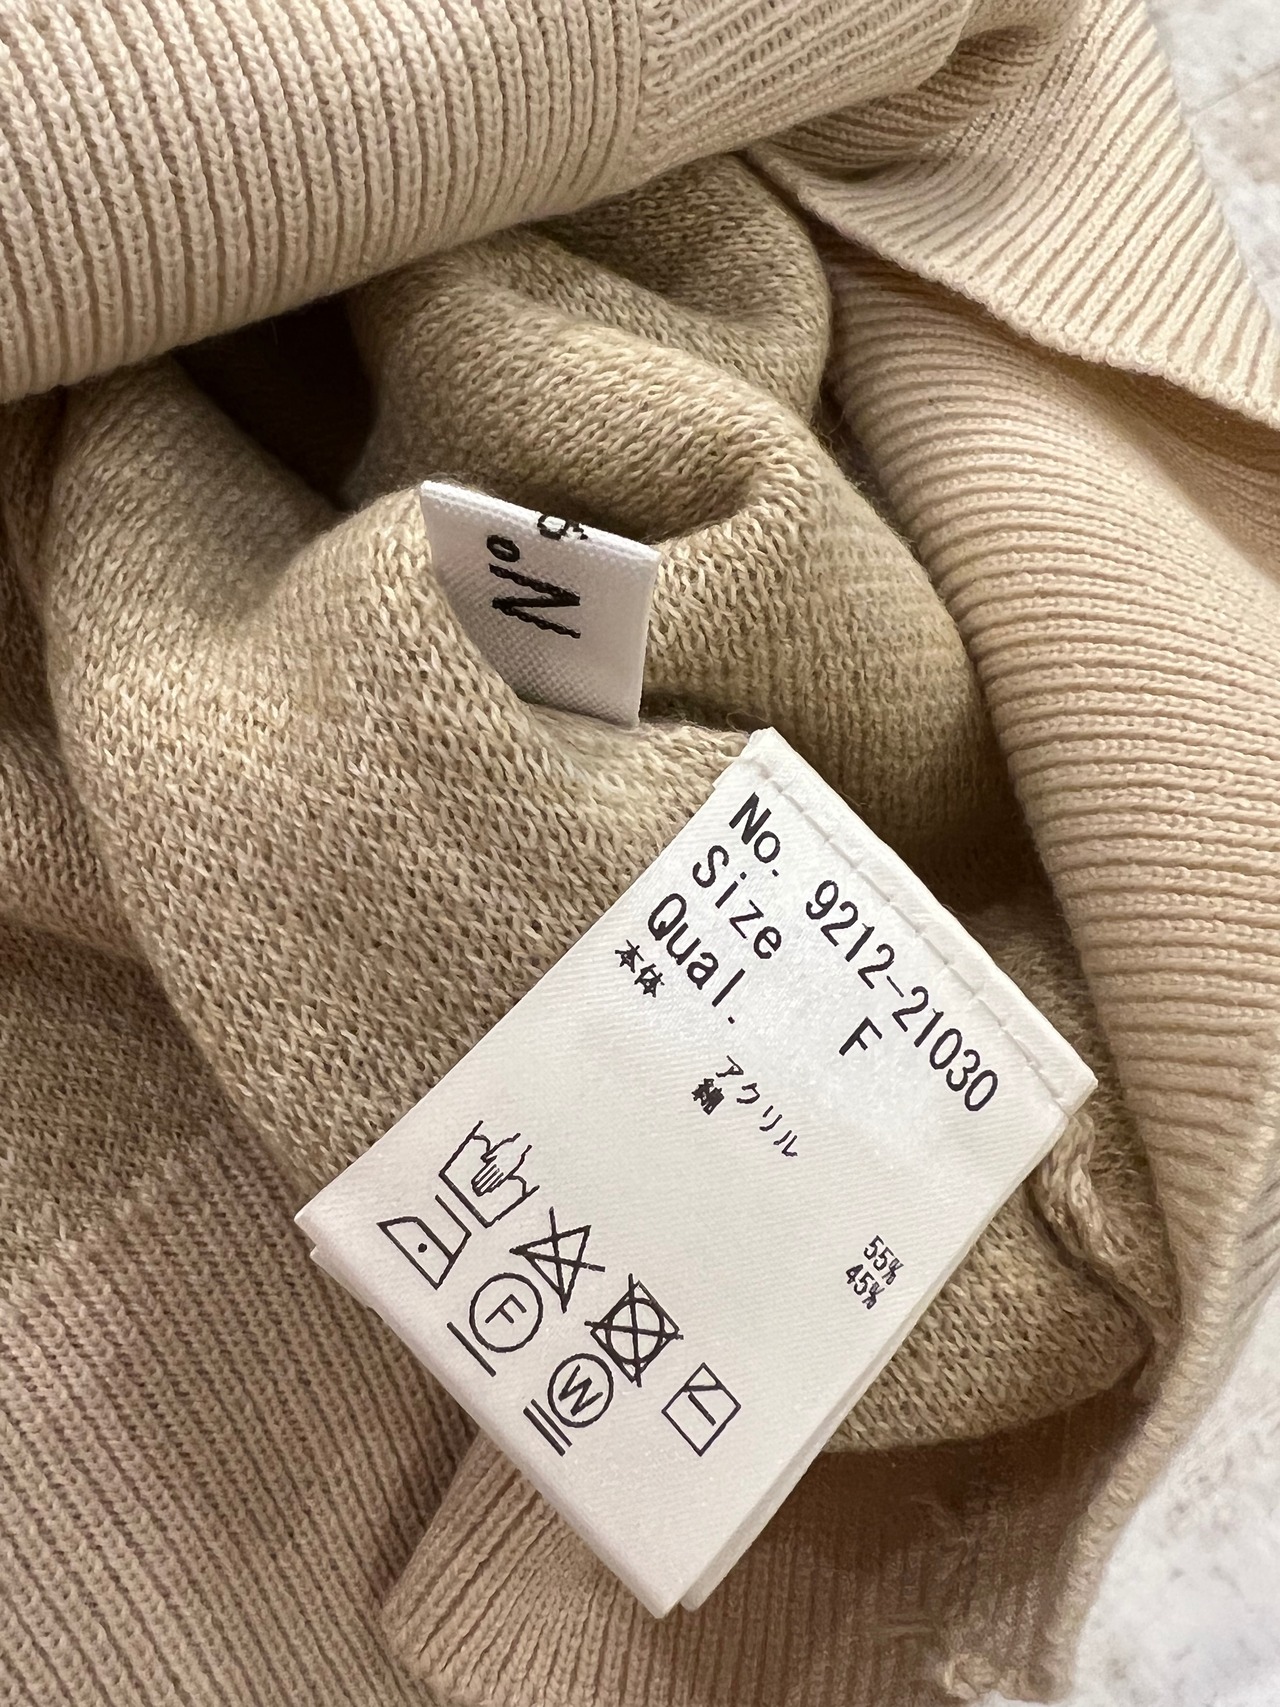 N°
No. 9212-21030
Size F
Qual.
本体
アクリル 55%
綿 45%
F
W